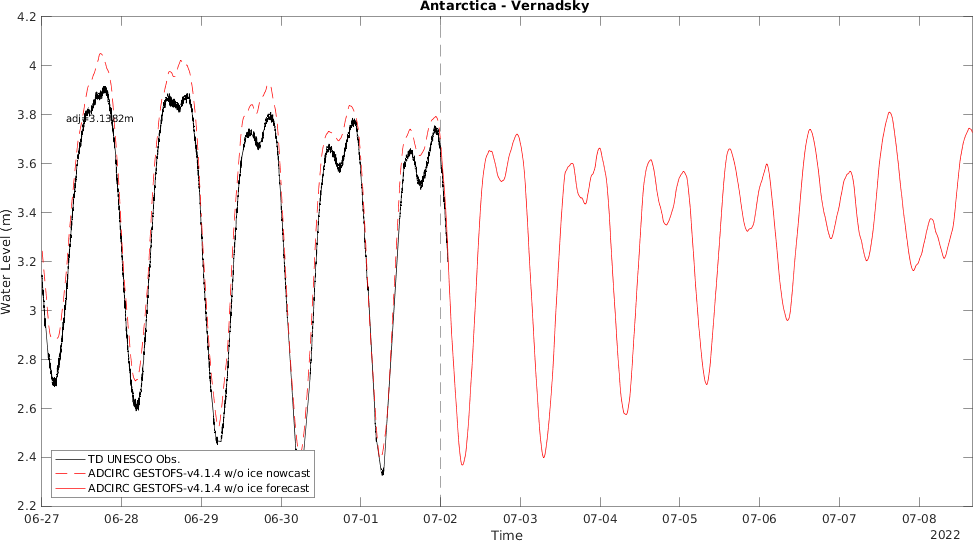 Antarctica - Vernadsky
4.2
4
3.8
3.6
3.4
3.2
3
2.8
2.6
2.4
2.2
Water Level (m)
adj=3.1382m
TD UNESCO Obs.
ADCIRC GESTOFS-v4.1.4 w/o ice nowcast
ADCIRC GESTOFS-v4.1.4 w/o ice forecast
06-27 06-28 06-29 06-30 07-01 07-02 07-03 07-04 07-05 07-06 07-07 07-08
Time
2022